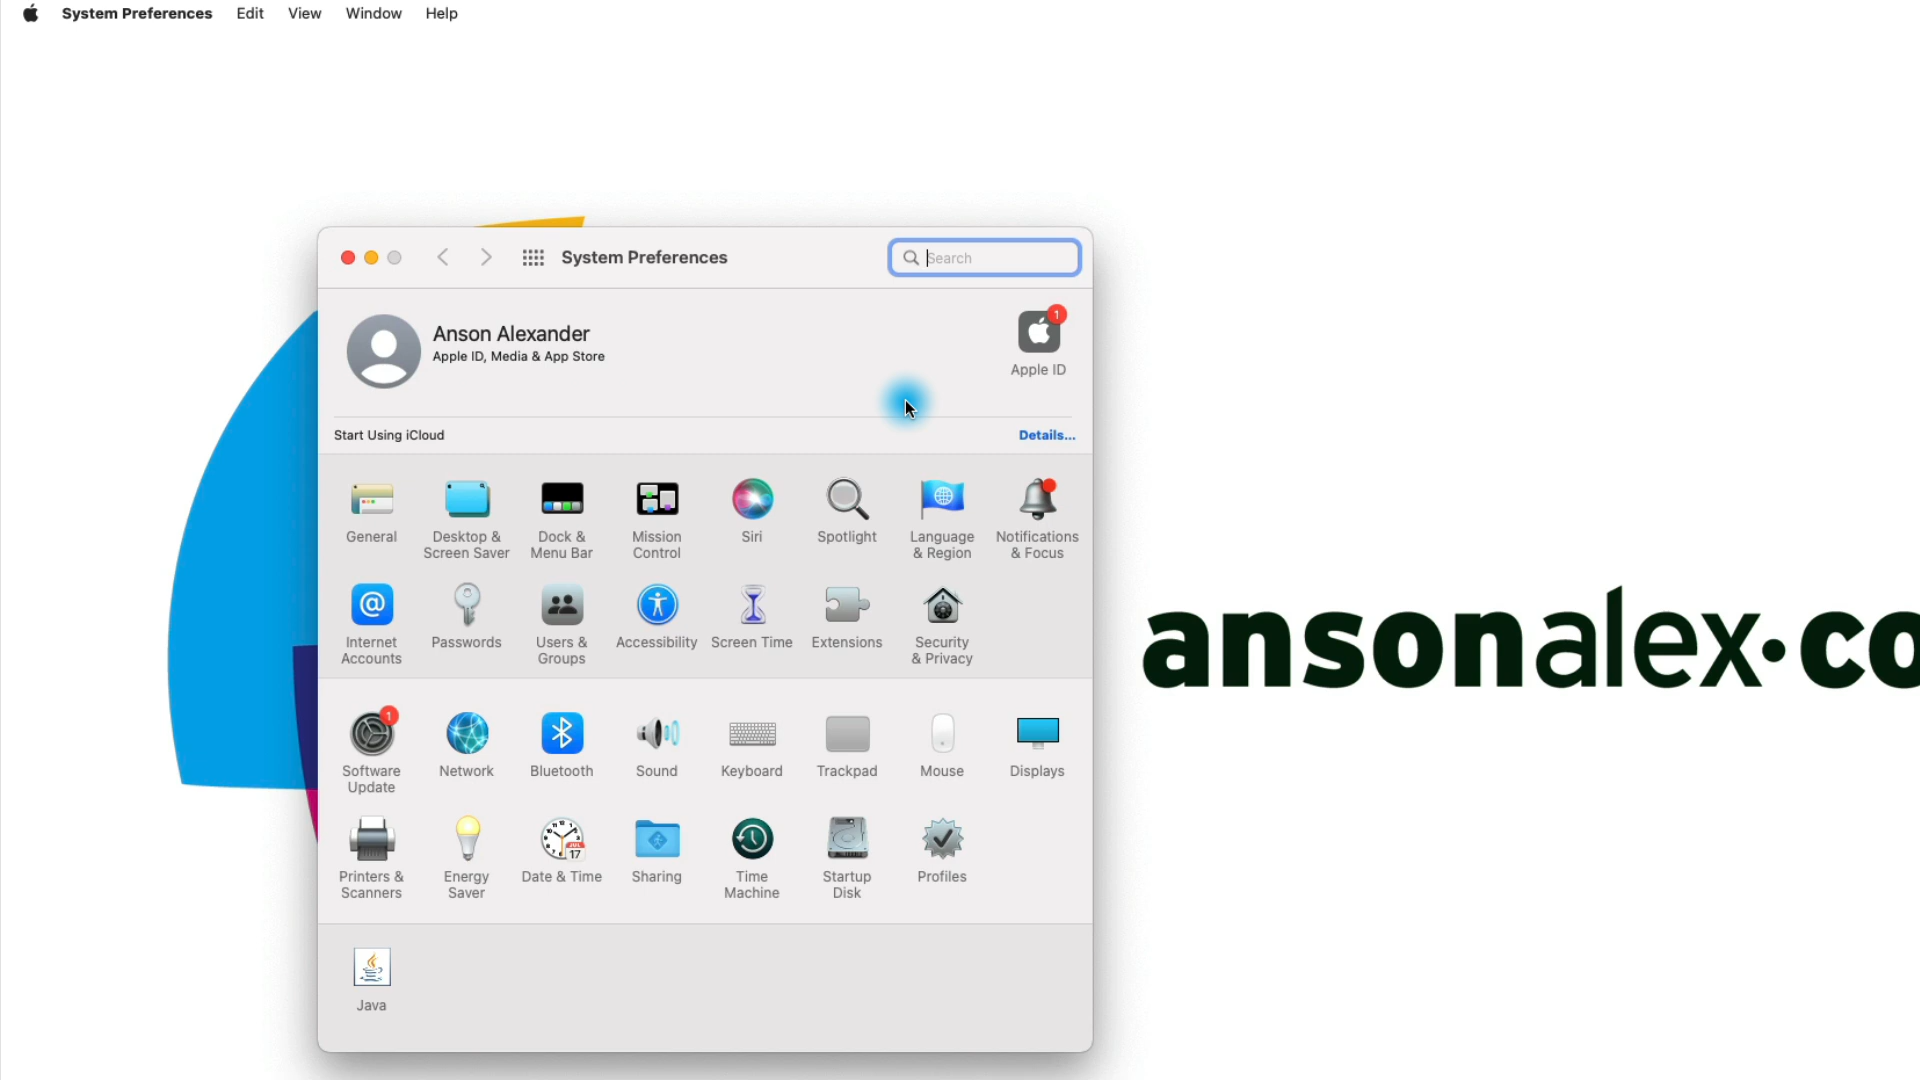 System Preferences Edit View Window Help
System Preferences
Search
Anson Alexander
Apple ID, Media & App Store
1
Apple ID
Start Using iCloud
Details...
General
Desktop &
Screen Saver
Dock &
Menu Bar
Mission
Control
Siri
Spotlight
Language
& Region
Notifications
& Focus
Internet
Accounts
Passwords
Users &
Groups
Accessibility
Screen Time
Extensions
Security
& Privacy
ansonalex.co
1
Software
Update
Network
Bluetooth
Sound
Keyboard
Trackpad
Mouse
Displays
Printers &
Scanners
Energy
Saver
JUL
17
Date & Time
Sharing
Time
Machine
Startup
Disk
Profiles
Java